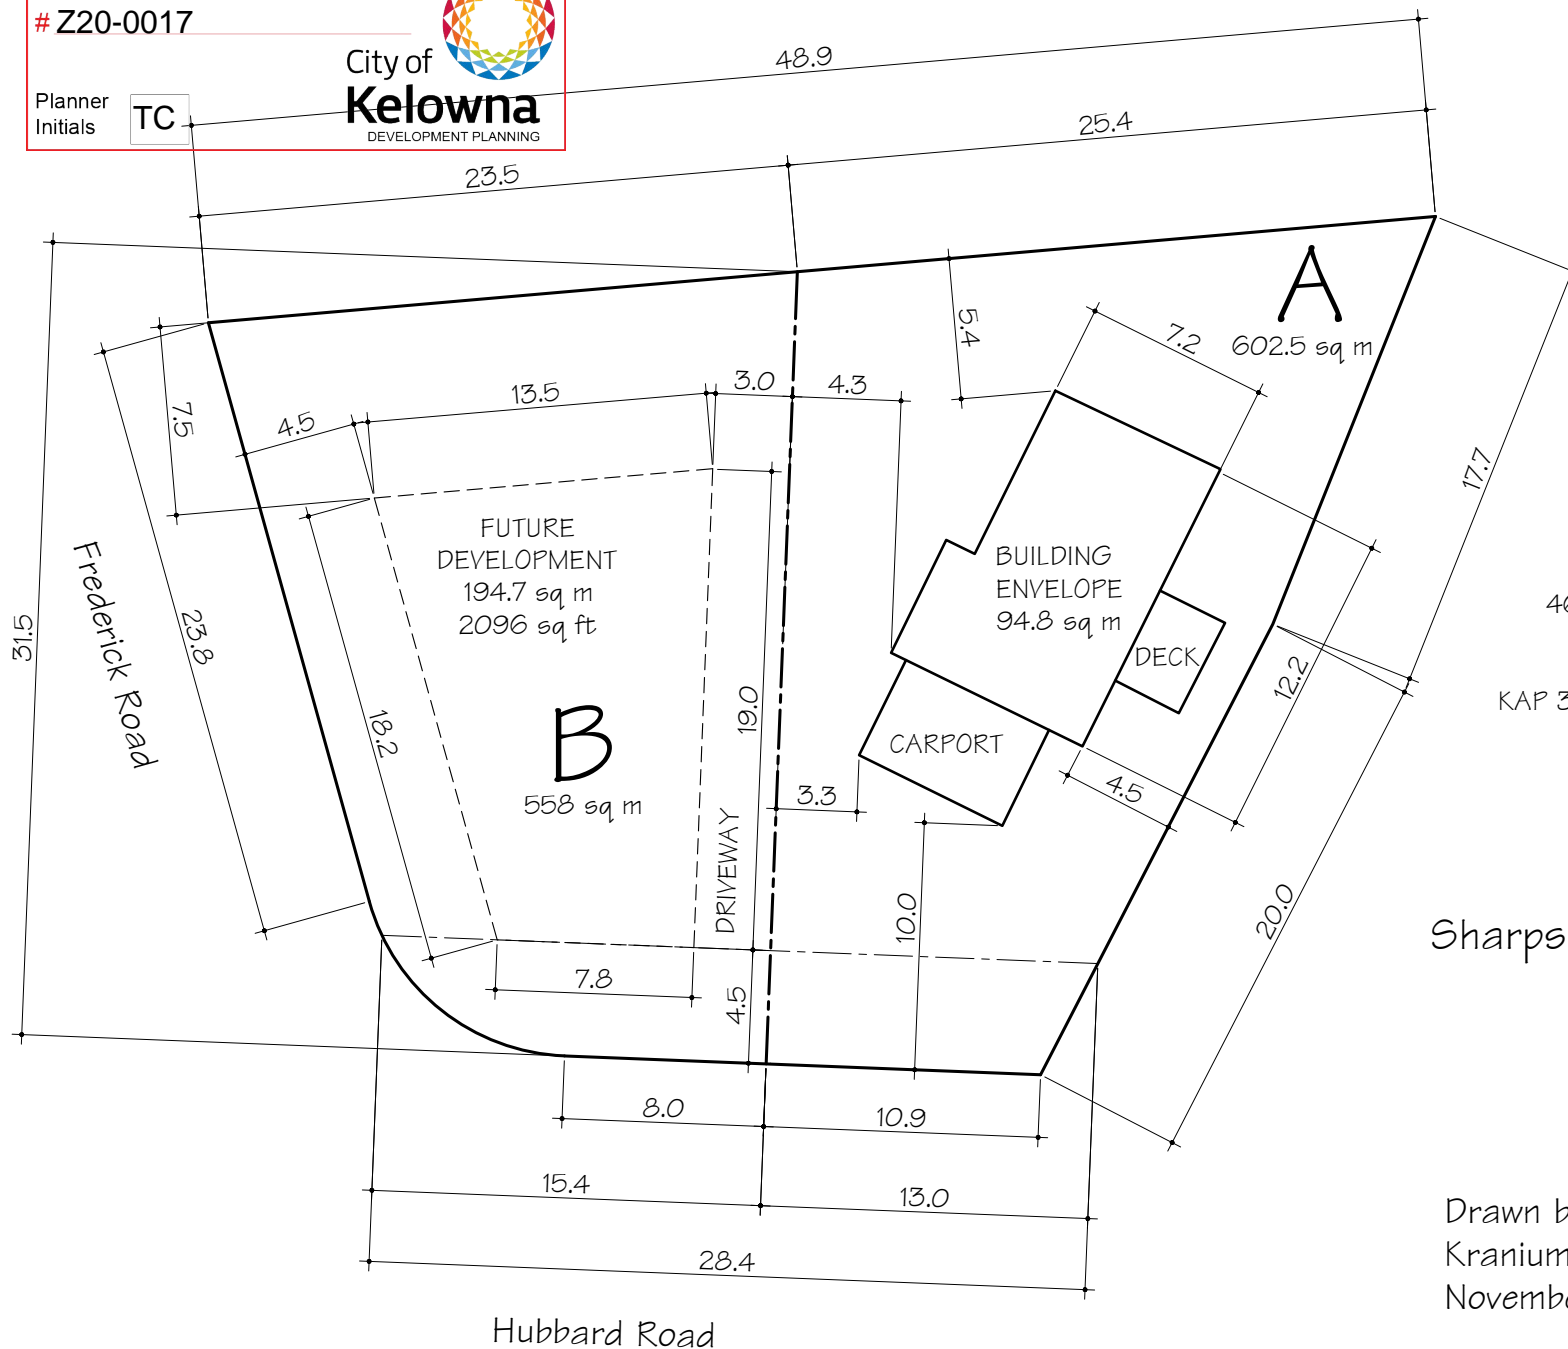 # Z20-0017
City of
Kelowna
DEVELOPMENT PLANNING
Planner
Initials
TC
48.9
25.4
23.5
A
602.5 sq m
5.4
7.2
7.5
4.5
13.5
3.0
4.3
17.7
FUTURE
DEVELOPMENT
194.7 sq m
2096 sq ft
BUILDING
ENVELOPE
94.8 sq m
Frederick Road
31.5
23.8
18.2
19.0
DECK
12.2
KAP 3
B
558 sq m
CARPORT
DRIVEWAY
3.3
4.5
10.0
20.0
Sharps
7.8
4.5
8.0
10.9
15.4
13.0
28.4
Drawn b
Kranium
Novemb
Hubbard Road